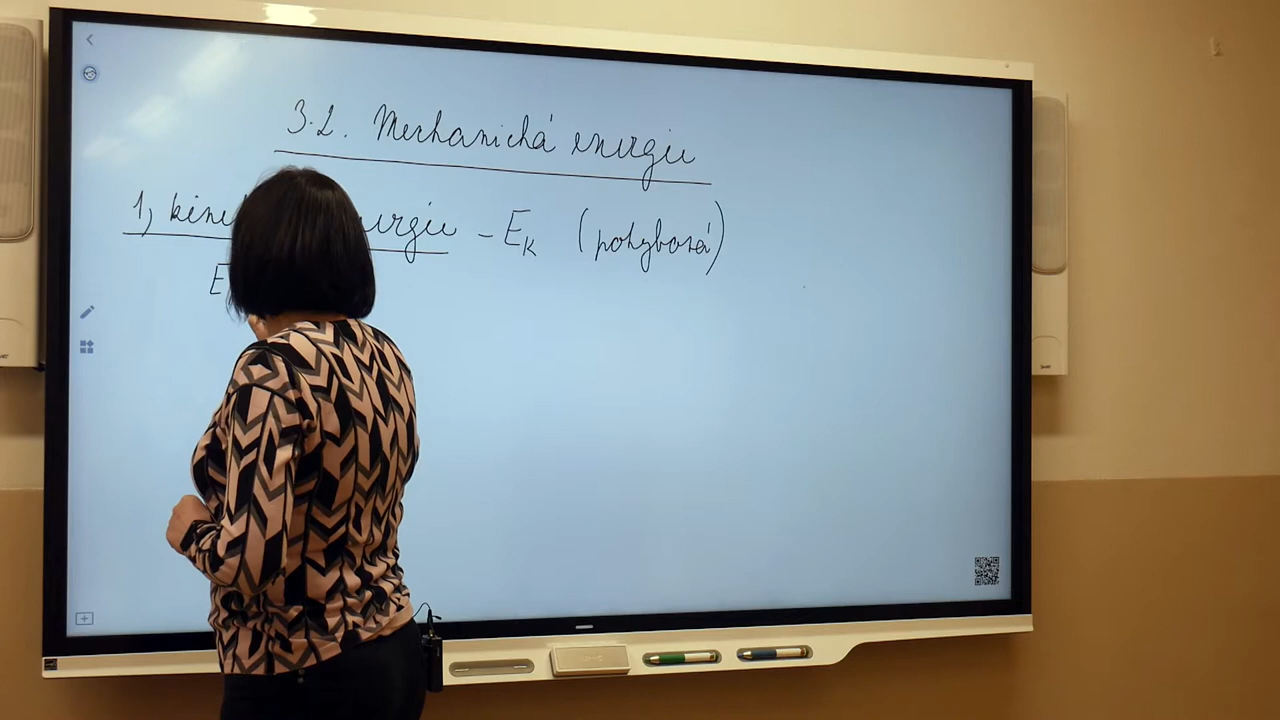 3.2. Mechanická energie
1, kine energie - EK (pohybová)
E